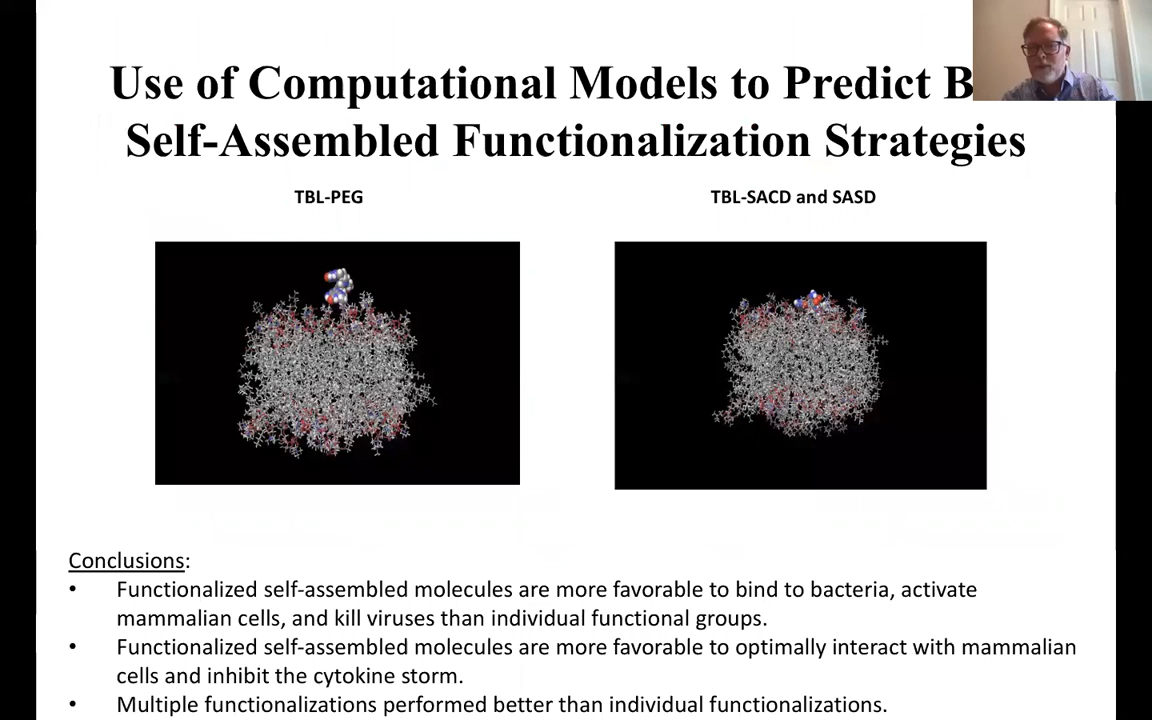 Use of Computational Models to Predict B
Self-Assembled Functionalization Strategies
TBL-PEG
TBL-SACD and SASD
Conclusions:
• Functionalized self-assembled molecules are more favorable to bind to bacteria, activate
mammalian cells, and kill viruses than individual functional groups.
• Functionalized self-assembled molecules are more favorable to optimally interact with mammalian
cells and inhibit the cytokine storm.
• Multiple functionalizations performed better than individual functionalizations.